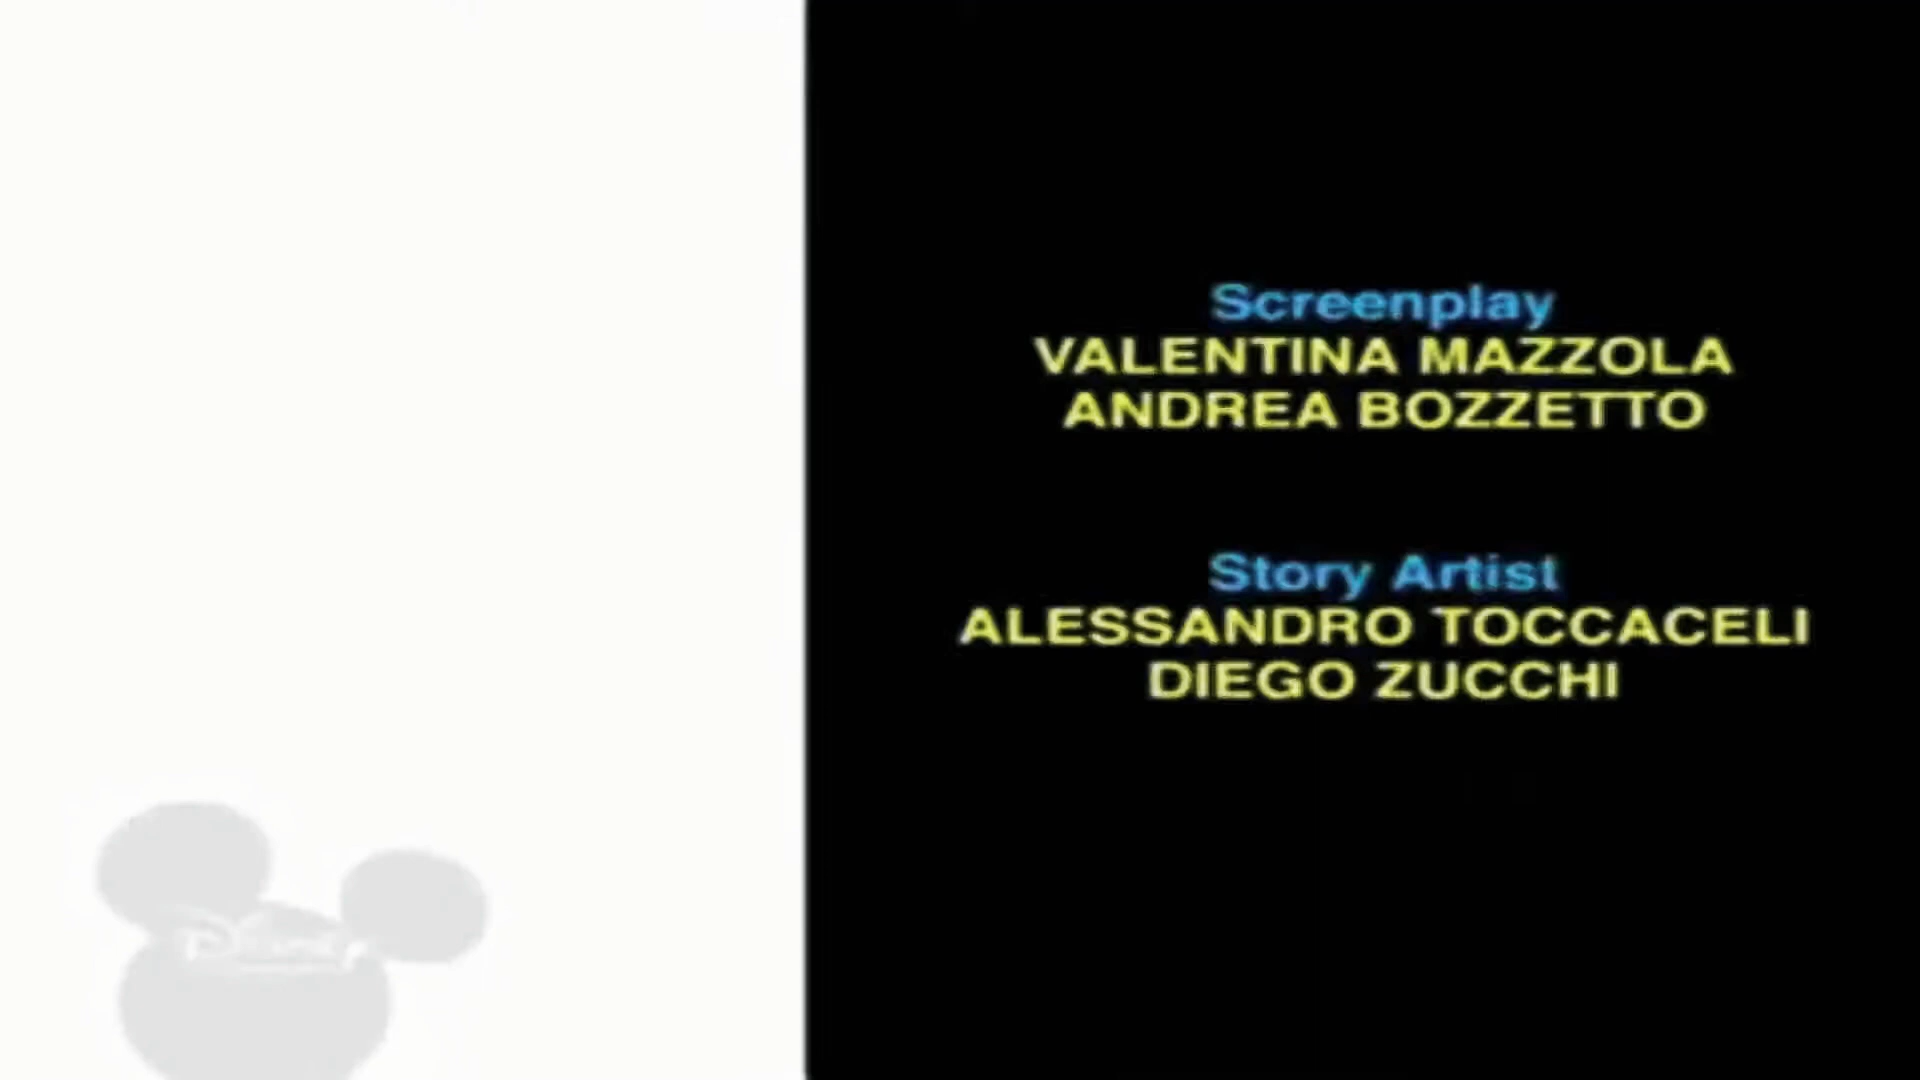 Screenplay
VALENTINA MAZZOLA
ANDREA BOZZETTO
Story Artist
ALESSANDRO TOCCACELI
DIEGO ZUCCHI
Disney